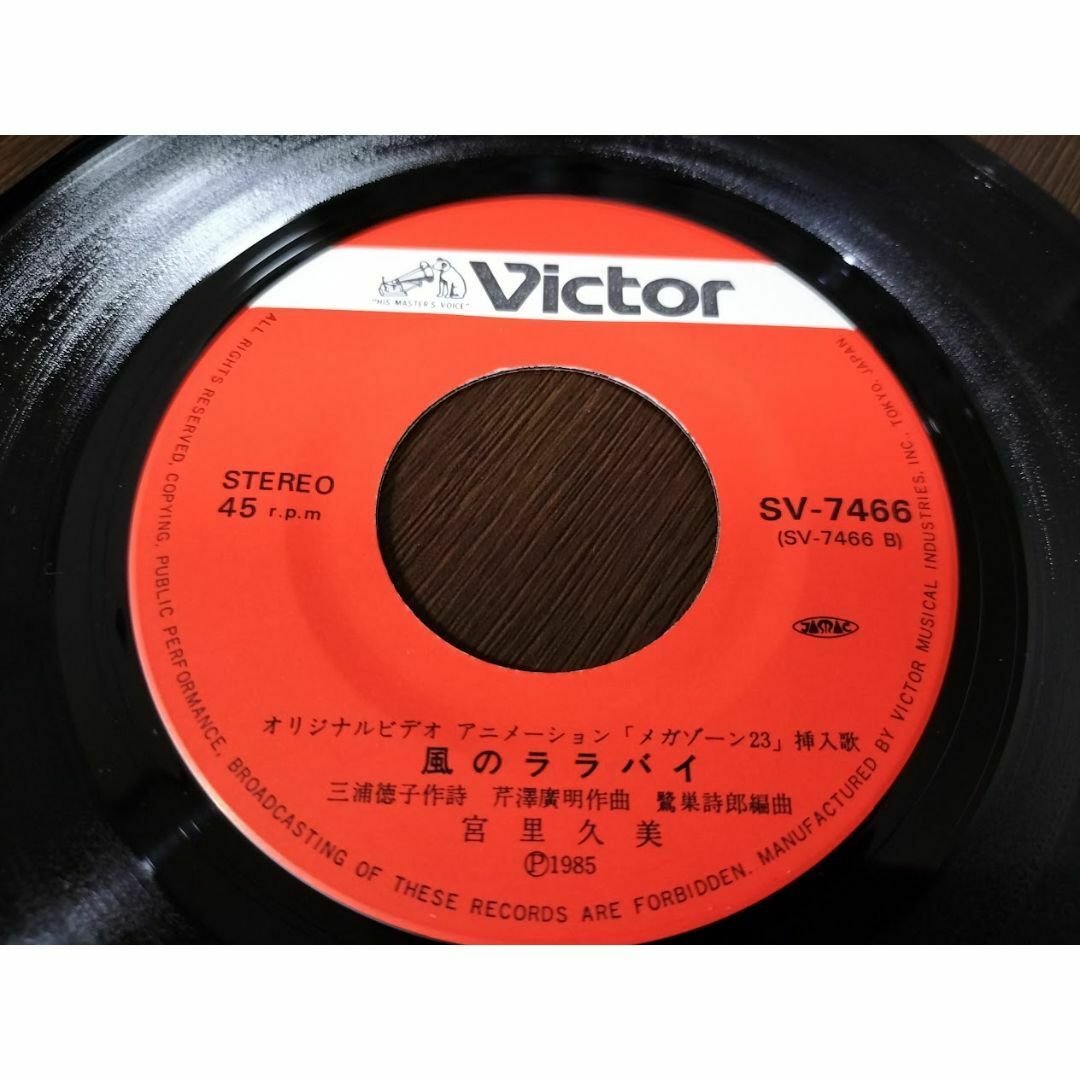 "HIS MASTER'S VOICE"
Victor
STEREO
45 r.p.m
SV-7466
(SV-7466 B)
JASRAC
オリジナルビデオ アニメーション「メガゾーン23」挿入歌
風のララバイ
三浦徳子作詩 芹澤廣明作曲 鷺巣詩郎編曲
宮里久美
Ⓟ1985
ALL RIGHTS RESERVED, COPYING, PUBLIC PERFORMANCE, BROADCASTING OF THESE RECORDS ARE FORBIDDEN. MANUFACTURED BY VICTOR MUSICAL INDUSTRIES, INC. TOKYO, JAPAN